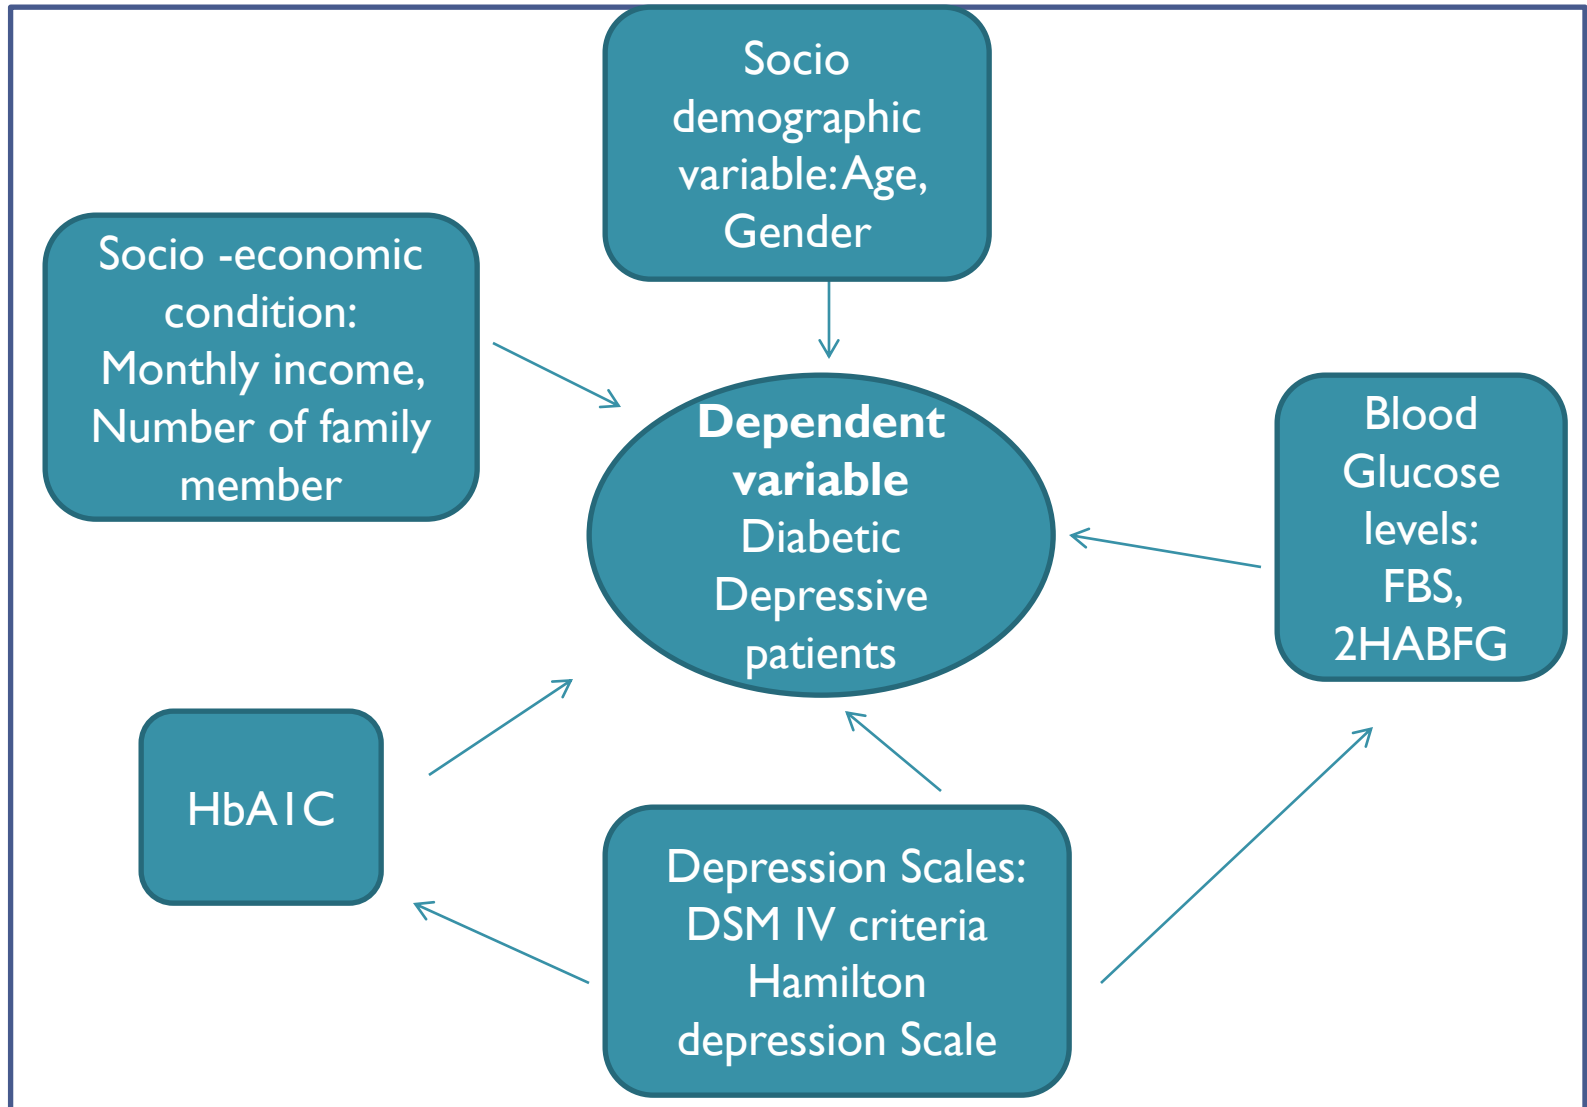 Socio
demographic
variable: Age,
Gender
Socio -economic
condition:
Monthly income,
Number of family
member
Dependent
variable
Diabetic
Depressive
patients
Blood
Glucose
levels:
FBS,
2HABFG
HbA1C
Depression Scales:
DSM IV criteria
Hamilton
depression Scale